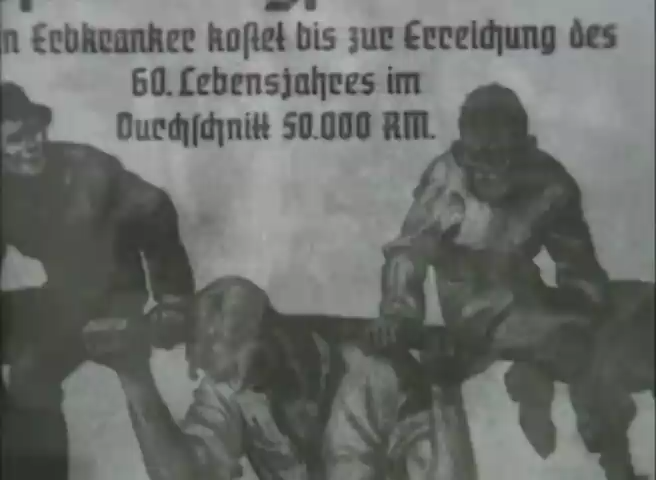 n Erbkranker kostet bis zur Erreichung des
60. Lebensjahres im
Durchschnitt 50.000 RM.